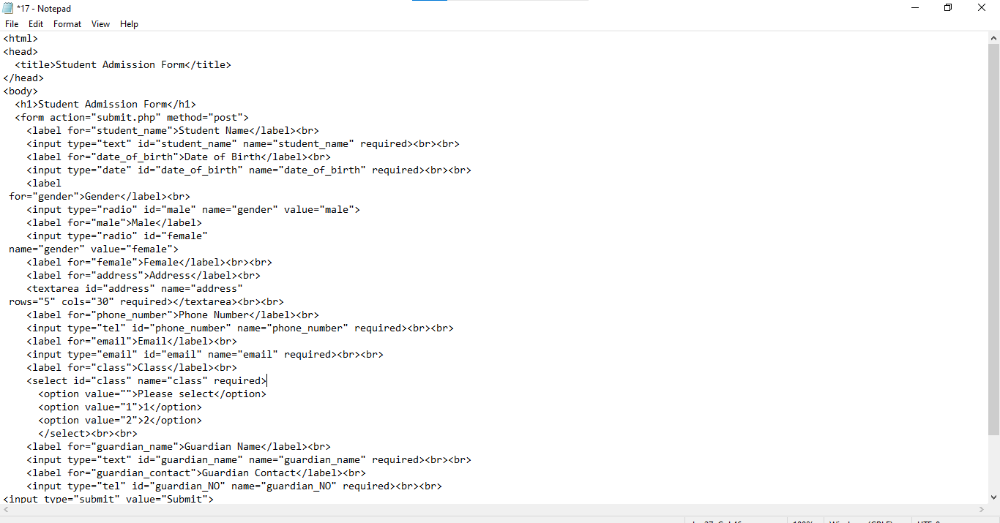 *17 - Notepad
File Edit Format View Help
<html>
<head>
  <title>Student Admission Form</title>
</head>
<body>
  <h1>Student Admission Form</h1>
  <form action="submit.php" method="post">
    <label for="student_name">Student Name</label><br>
    <input type="text" id="student_name" name="student_name" required><br><br>
    <label for="date_of_birth">Date of Birth</label><br>
    <input type="date" id="date_of_birth" name="date_of_birth" required><br><br>
    <label
 for="gender">Gender</label><br>
    <input type="radio" id="male" name="gender" value="male">
    <label for="male">Male</label>
    <input type="radio" id="female"
 name="gender" value="female">
    <label for="female">Female</label><br><br>
    <label for="address">Address</label><br>
    <textarea id="address" name="address"
 rows="5" cols="30" required></textarea><br><br>
    <label for="phone_number">Phone Number</label><br>
    <input type="tel" id="phone_number" name="phone_number" required><br><br>
    <label for="email">Email</label><br>
    <input type="email" id="email" name="email" required><br><br>
    <label for="class">Class</label><br>
    <select id="class" name="class" required>
      <option value="">Please select</option>
      <option value="1">1</option>
      <option value="2">2</option>
      </select><br><br>
    <label for="guardian_name">Guardian Name</label><br>
    <input type="text" id="guardian_name" name="guardian_name" required><br><br>
    <label for="guardian_contact">Guardian Contact</label><br>
    <input type="tel" id="guardian_NO" name="guardian_NO" required><br><br>
<input type="submit" value="Submit">